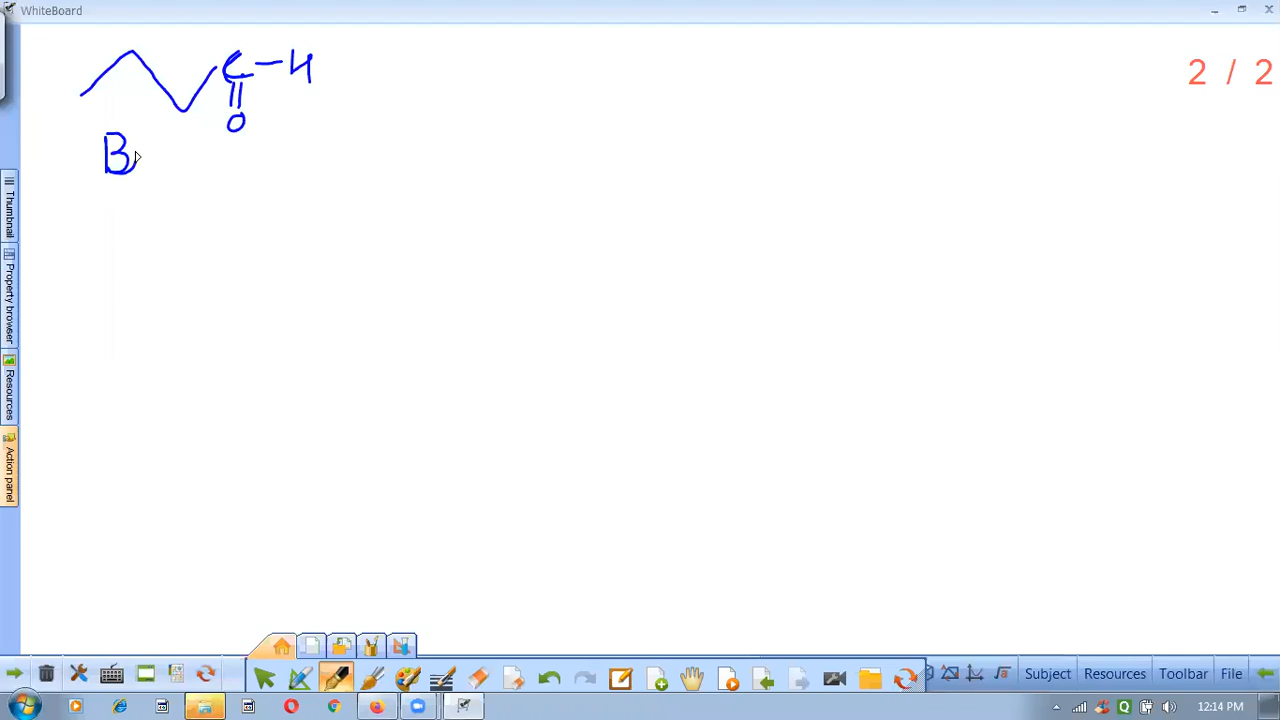 WhiteBoard
2 / 2
C – H
O
B
Thumbnail
Property browser
Resources
Action panel
Subject
Resources
Toolbar
File
12:14 PM